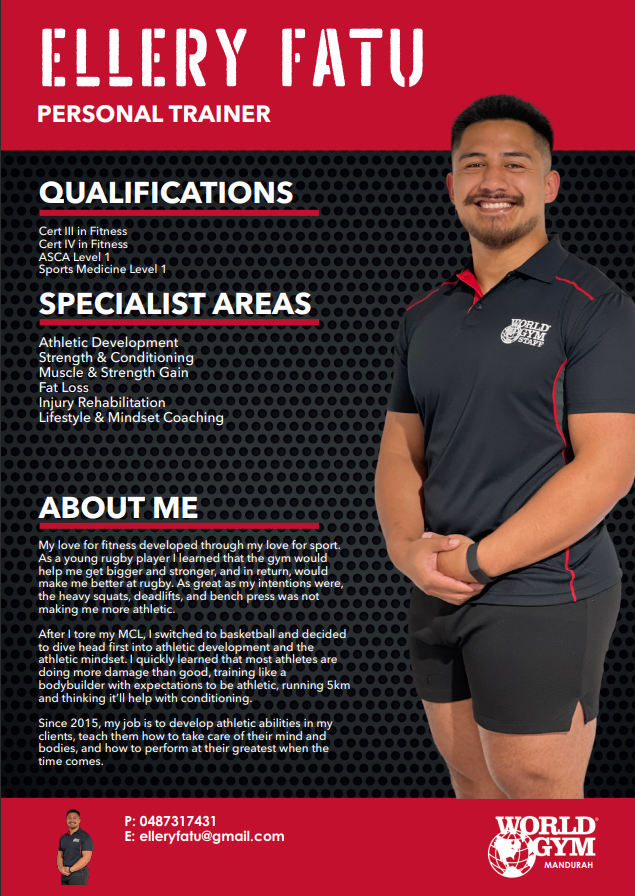 ELLERY FATU
PERSONAL TRAINER
QUALIFICATIONS
Cert III in Fitness
Cert IV in Fitness
ASCA Level 1
Sports Medicine Level 1
SPECIALIST AREAS
Athletic Development
Strength & Conditioning
Muscle & Strength Gain
Fat Loss
Injury Rehabilitation
Lifestyle & Mindset Coaching
WORLD
GYM
STAFF
ABOUT ME
My love for fitness developed through my love for sport.
As a young rugby player I learned that the gym would
help me get bigger and stronger, and in return, would
make me better at rugby. As great as my intentions were,
the heavy squats, deadlifts, and bench press was not
making me more athletic.
After I tore my MCL, I switched to basketball and decided
to dive head first into athletic development and the
athletic mindset. I quickly learned that most athletes are
doing more damage than good, training like a
bodybuilder with expectations to be athletic, running 5km
and thinking it'll help with conditioning.
Since 2015, my job is to develop athletic abilities in my
clients, teach them how to take care of their mind and
bodies, and how to perform at their greatest when the
time comes.
P: 0487317431
E: elleryfatu@gmail.com
WORLD
GYM
MANDURAH